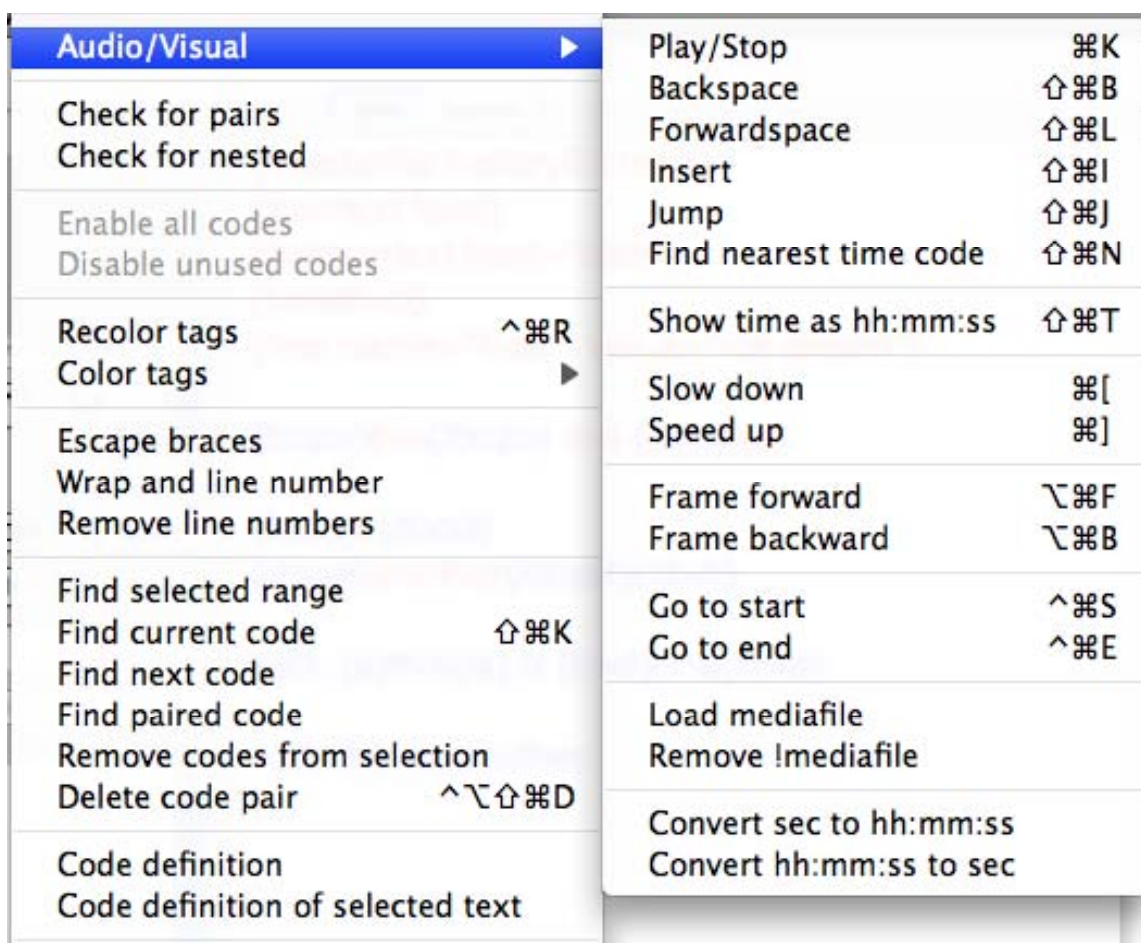 Audio/Visual ▶
Check for pairs
Check for nested
Enable all codes
Disable unused codes
Recolor tags ^⌘R
Color tags ▶
Escape braces
Wrap and line number
Remove line numbers
Find selected range
Find current code ⇧⌘K
Find next code
Find paired code
Remove codes from selection
Delete code pair ^⌥⇧⌘D
Code definition
Code definition of selected text
Play/Stop ⌘K
Backspace ⇧⌘B
Forwardspace ⇧⌘L
Insert ⇧⌘I
Jump ⇧⌘J
Find nearest time code ⇧⌘N
Show time as hh:mm:ss ⇧⌘T
Slow down ⌘[
Speed up ⌘]
Frame forward ⌥⌘F
Frame backward ⌥⌘B
Go to start ^⌘S
Go to end ^⌘E
Load mediafile
Remove !mediafile
Convert sec to hh:mm:ss
Convert hh:mm:ss to sec